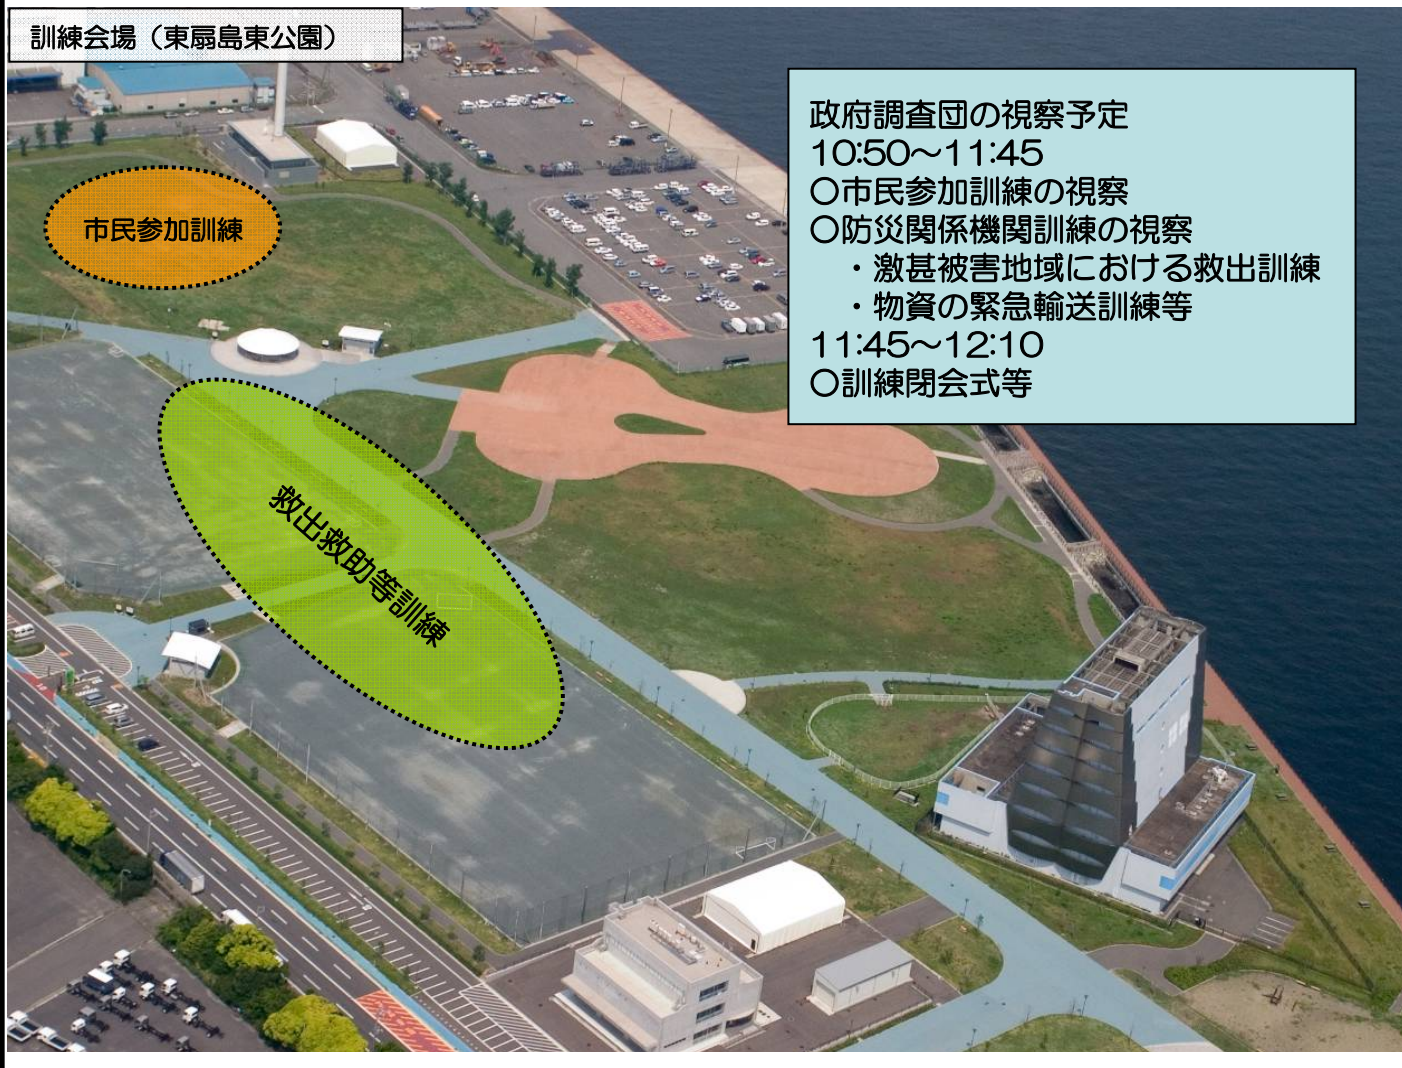 訓練会場（東扇島東公園）
政府調査団の視察予定
10:50～11:45
○市民参加訓練の視察
○防災関係機関訓練の視察
・激甚被害地域における救出訓練
・物資の緊急輸送訓練等
11:45～12:10
○訓練閉会式等
市民参加訓練
救出救助等訓練